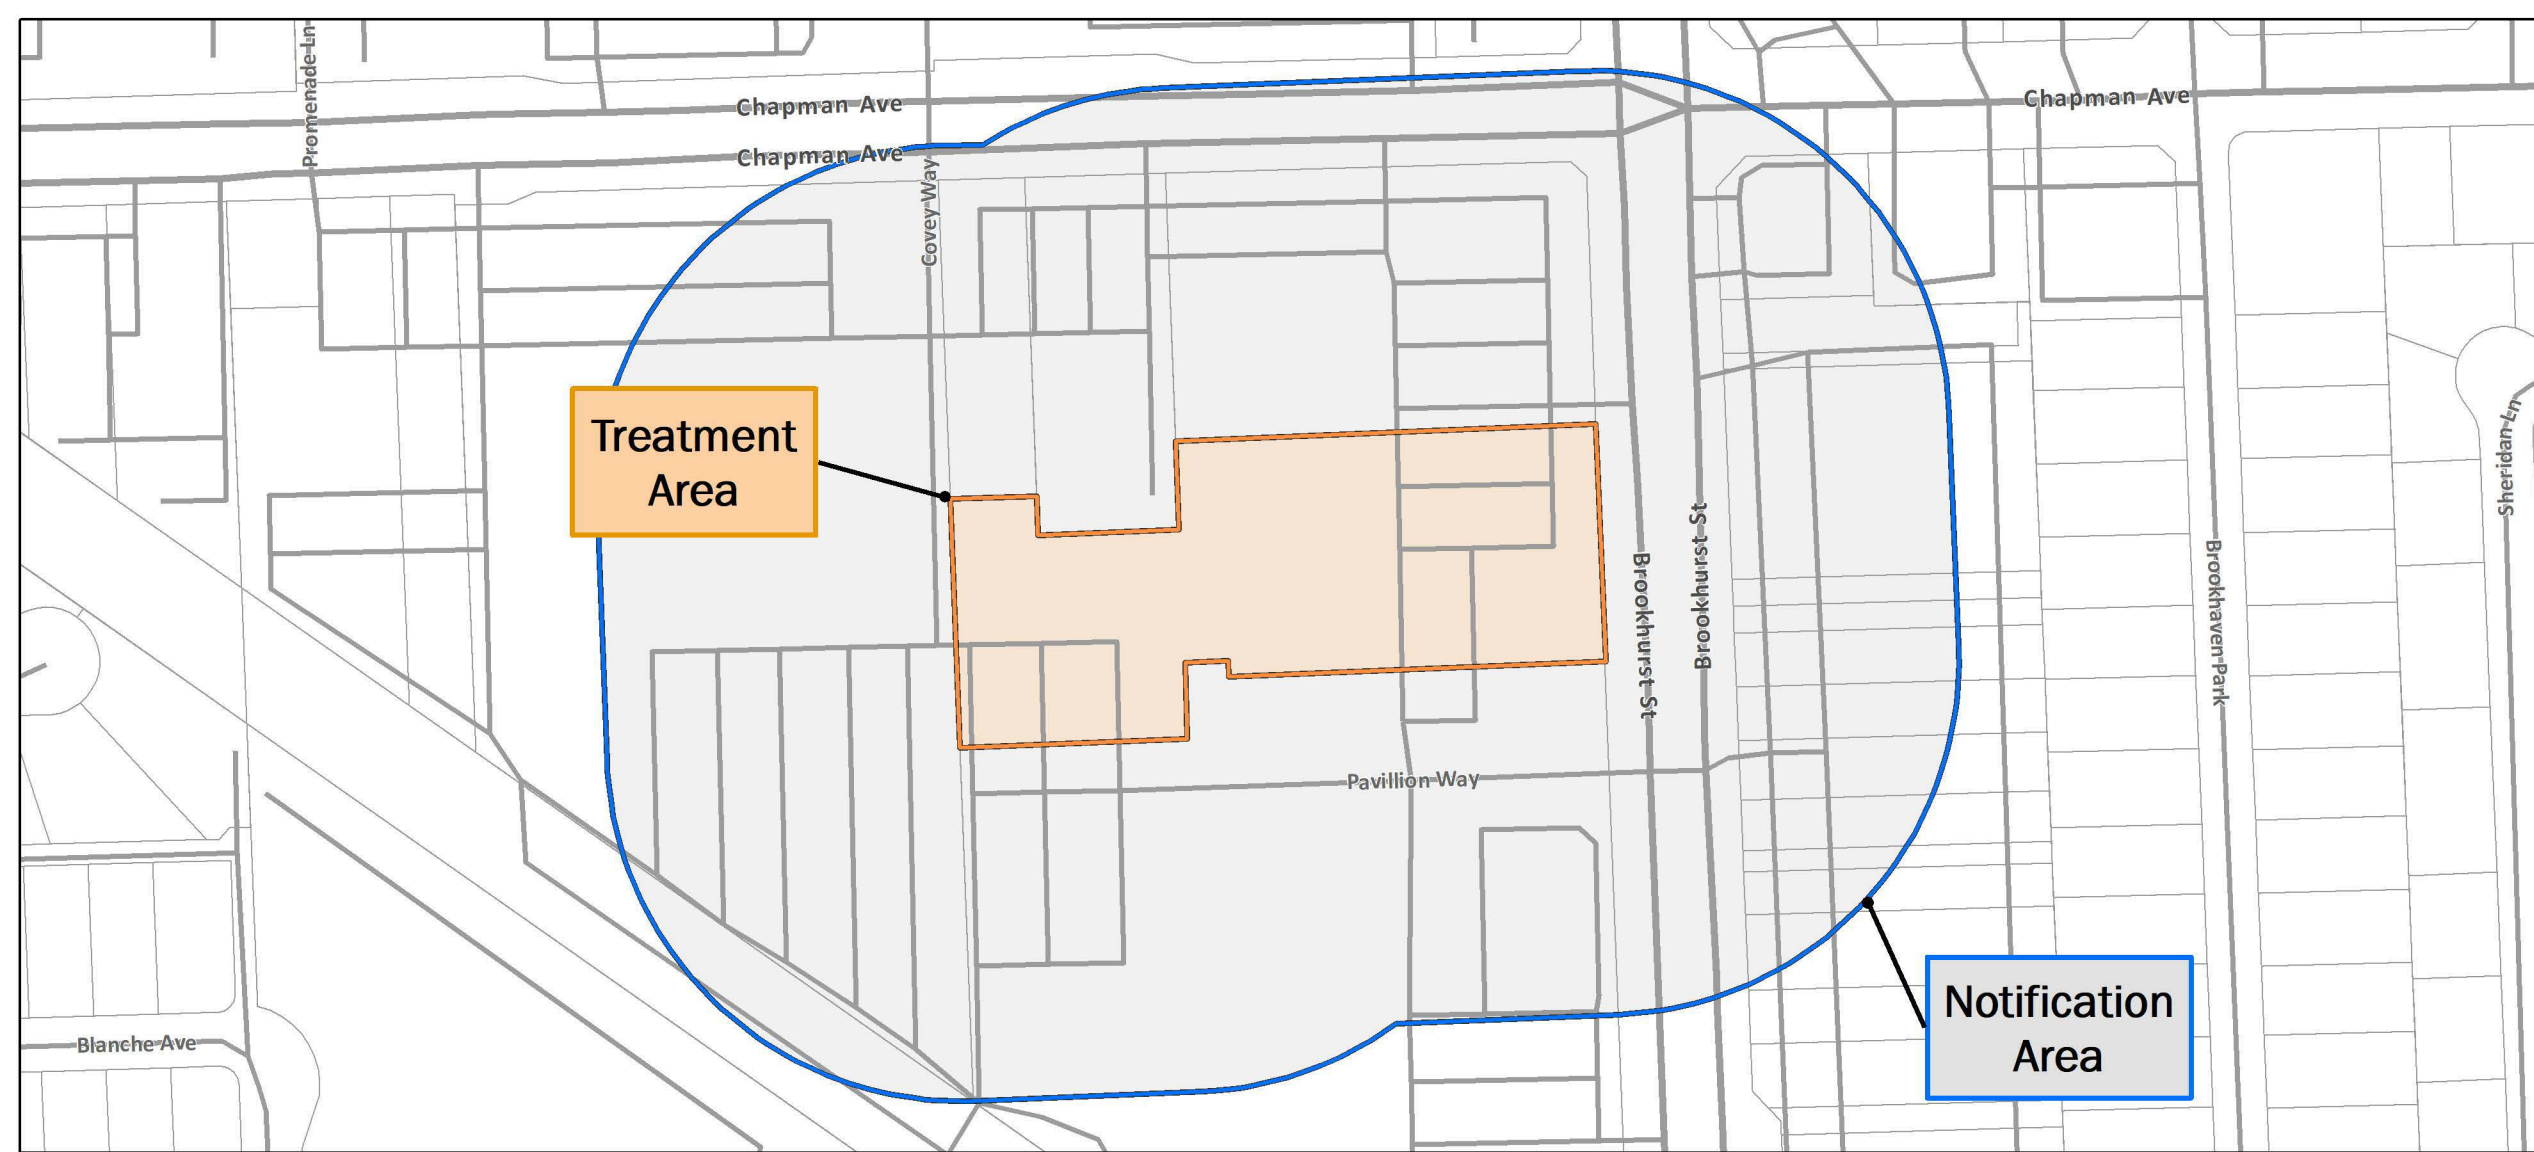 Promenade Ln
Chapman Ave
Chapman Ave
Chapman Ave
Covey Way
Treatment
Area
Brookhurst St
Brookhurst St
Brookhaven Park
Sheridan Ln
Pavillion Way
Blanche Ave
Notification
Area